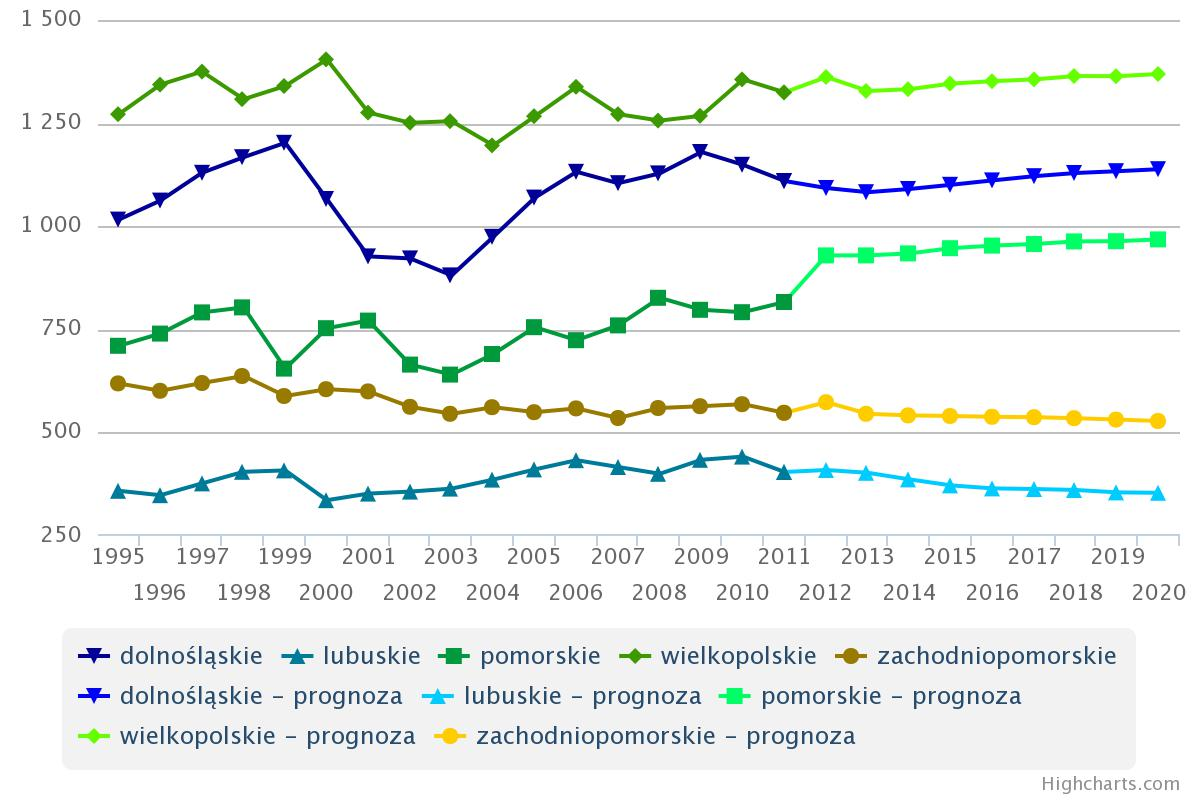 1 500
1 250
1 000
750
500
250
1995 1997 1999 2001 2003 2005 2007 2009 2011 2013 2015 2017 2019
1996 1998 2000 2002 2004 2006 2008 2010 2012 2014 2016 2018 2020
dolnośląskie lubuskie pomorskie wielkopolskie zachodniopomorskie
dolnośląskie – prognoza lubuskie – prognoza pomorskie – prognoza
wielkopolskie – prognoza zachodniopomorskie – prognoza
Highcharts.com